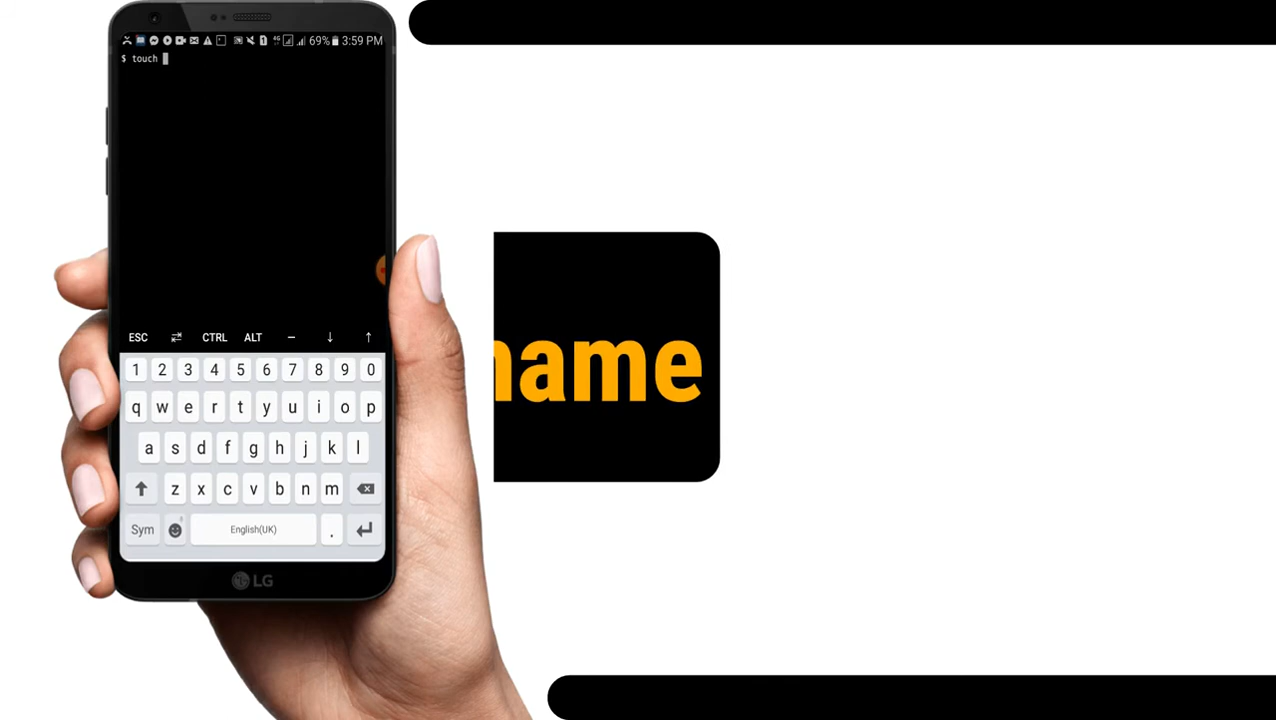 69% 3:59 PM
$ touch
ESC CTRL ALT –
1 2 3 4 5 6 7 8 9 0
q w e r t y u i o p
a s d f g h j k l
z x c v b n m
Sym English(UK) .
LG
name